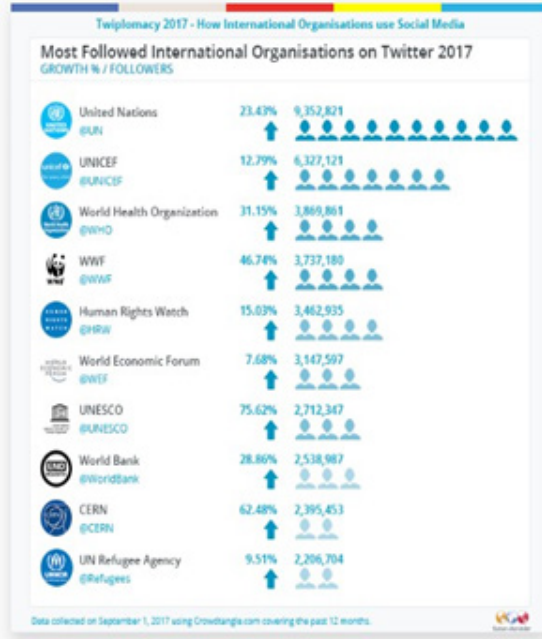 Twiplomacy 2017 - How International Organisations use Social Media
Most Followed International Organisations on Twitter 2017
GROWTH % / FOLLOWERS
United Nations 23.43% 9,352,821
@UN
UNICEF 12.79% 6,327,121
@UNICEF
World Health Organization 31.15% 3,869,861
@WHO
WWF 46.74% 3,737,180
@WWF
Human Rights Watch 15.03% 3,462,935
@HRW
World Economic Forum 7.68% 3,147,597
@WEF
UNESCO 75.62% 2,712,347
@UNESCO
World Bank 28.86% 2,538,987
@WorldBank
CERN 62.48% 2,395,453
@CERN
UN Refugee Agency 9.51% 2,206,704
@Refugees
Data collected on September 1, 2017 using Crowdtangle.com covering the past 12 months.